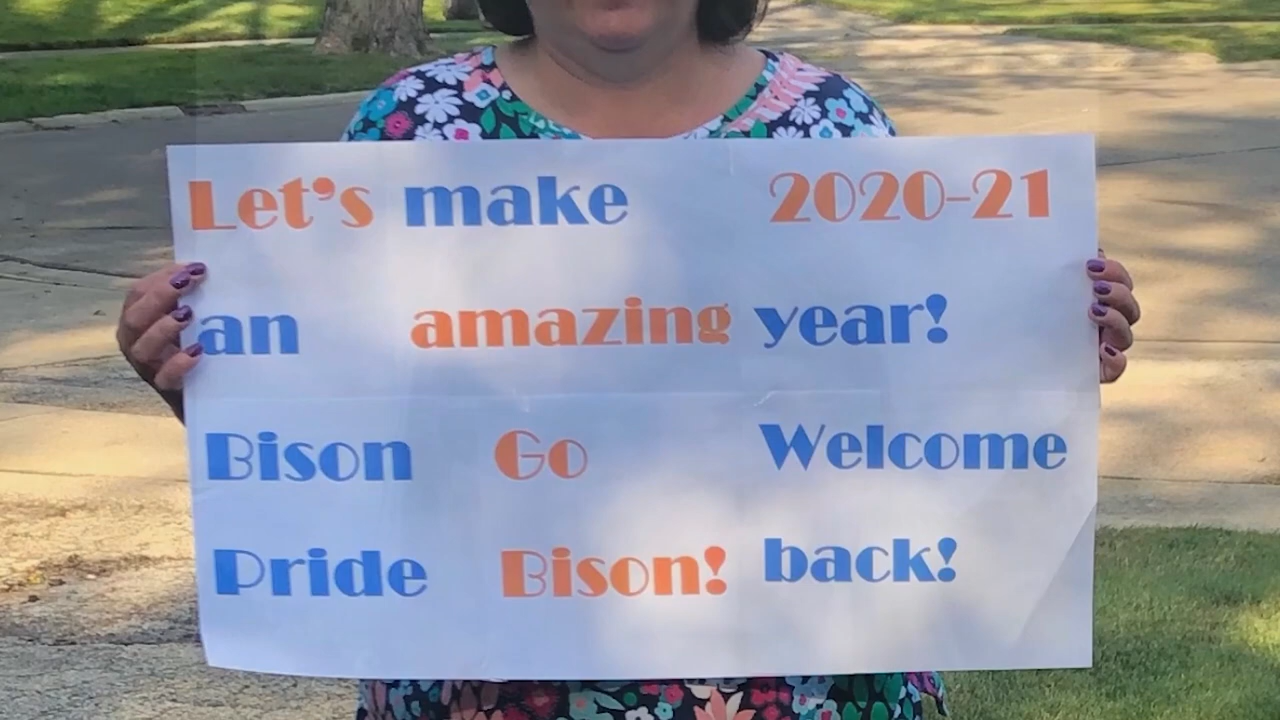 Let's make 2020-21
an amazing year!
Bison Go Welcome
Pride Bison! back!